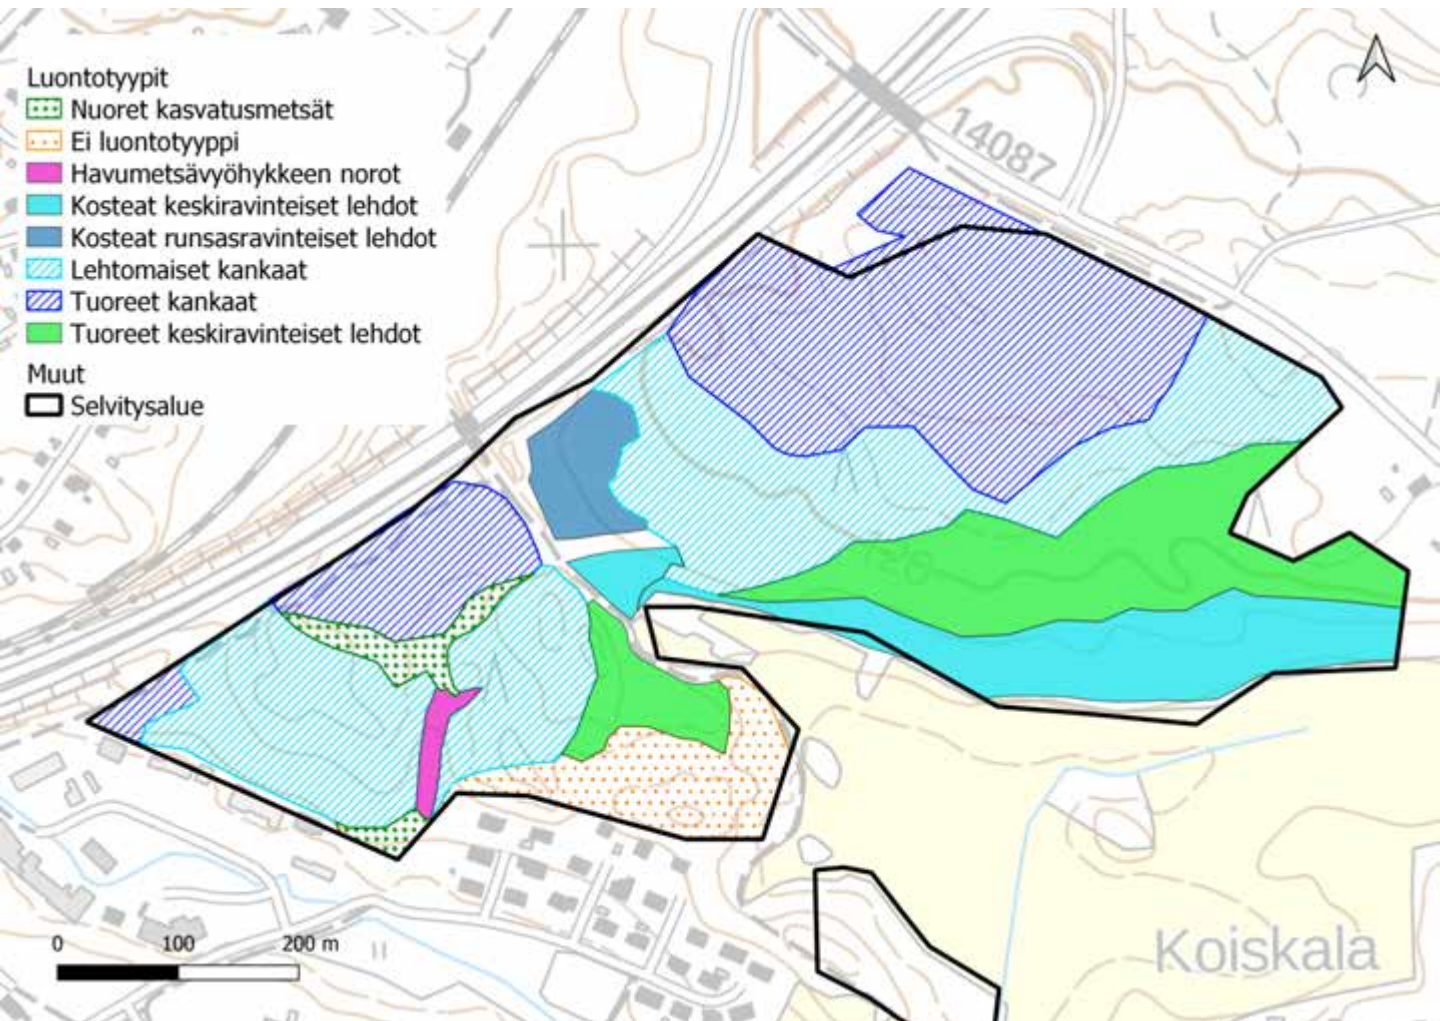 Luontotyypit
Nuoret kasvatusmetsät
Ei luontotyyppi
Havumetsävyöhykkeen norot
Kosteat keskiravinteiset lehdot
Kosteat runsasravinteiset lehdot
Lehtomaiset kankaat
Tuoreet kankaat
Tuoreet keskiravinteiset lehdot
Muut
Selvitysalue
14087
Koiskala
0 100 200 m